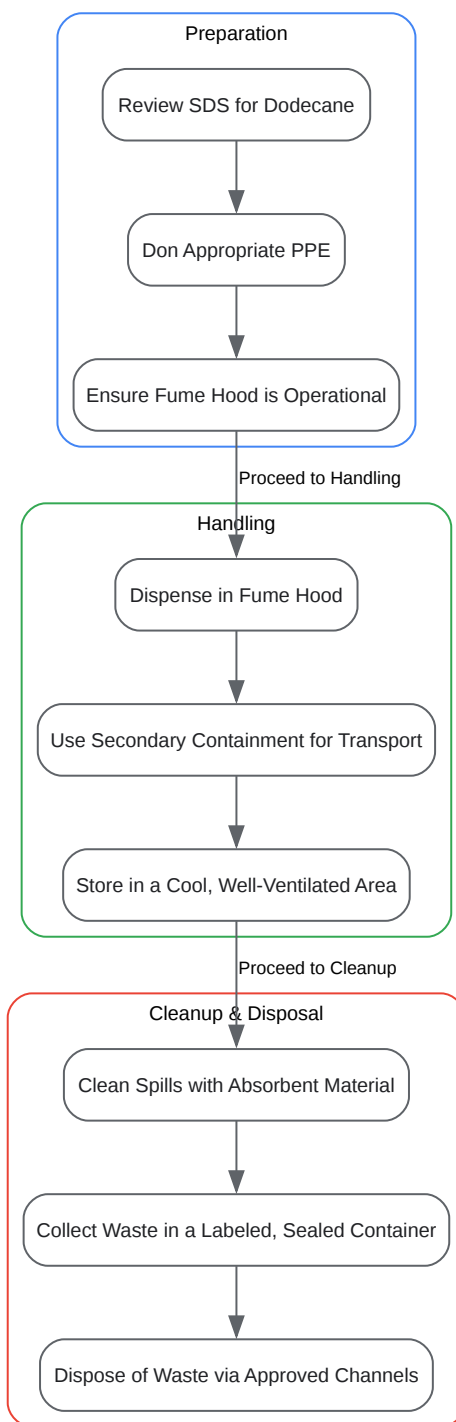 Preparation
Review SDS for Dodecane
Don Appropriate PPE
Ensure Fume Hood is Operational
Proceed to Handling
Handling
Dispense in Fume Hood
Use Secondary Containment for Transport
Store in a Cool, Well-Ventilated Area
Proceed to Cleanup
Cleanup & Disposal
Clean Spills with Absorbent Material
Collect Waste in a Labeled, Sealed Container
Dispose of Waste via Approved Channels